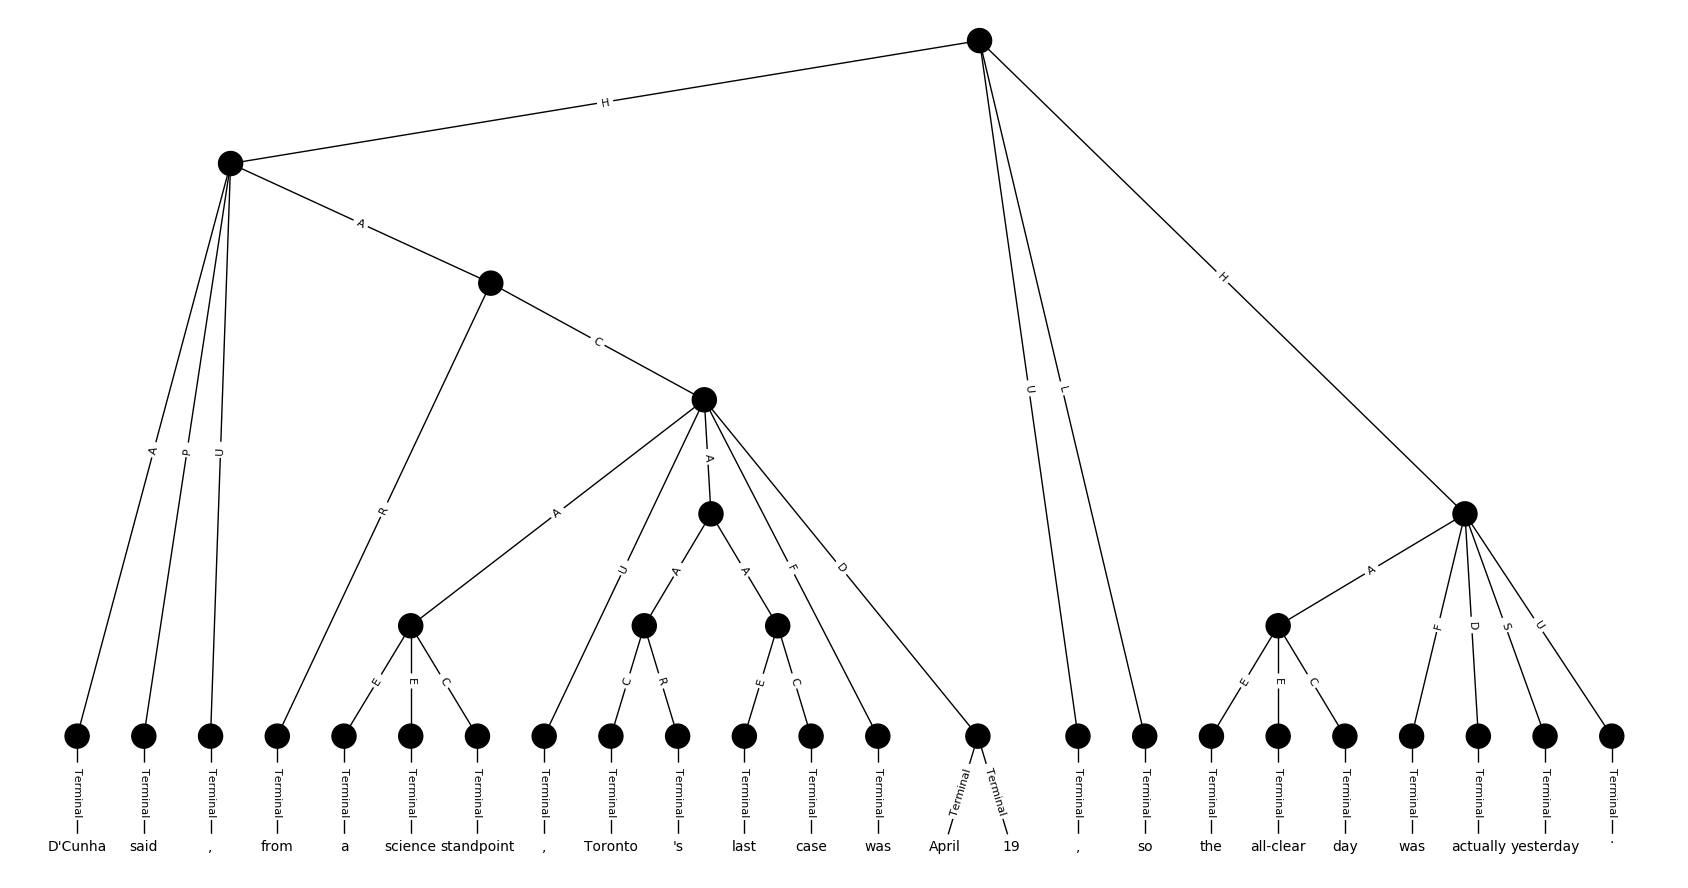 H
A
C
A
P
U
A
U
L
H
R
A
U
A
A
A
F
D
A
F
D
S
U
E
E
C
C
R
E
C
E
E
C
Terminal Terminal Terminal Terminal Terminal Terminal Terminal Terminal Terminal Terminal Terminal Terminal Terminal Terminal Terminal Terminal Terminal Terminal Terminal Terminal Terminal Terminal Terminal Terminal
D'Cunha said , from a science standpoint , Toronto 's last case was April 19 , so the all-clear day was actually yesterday .